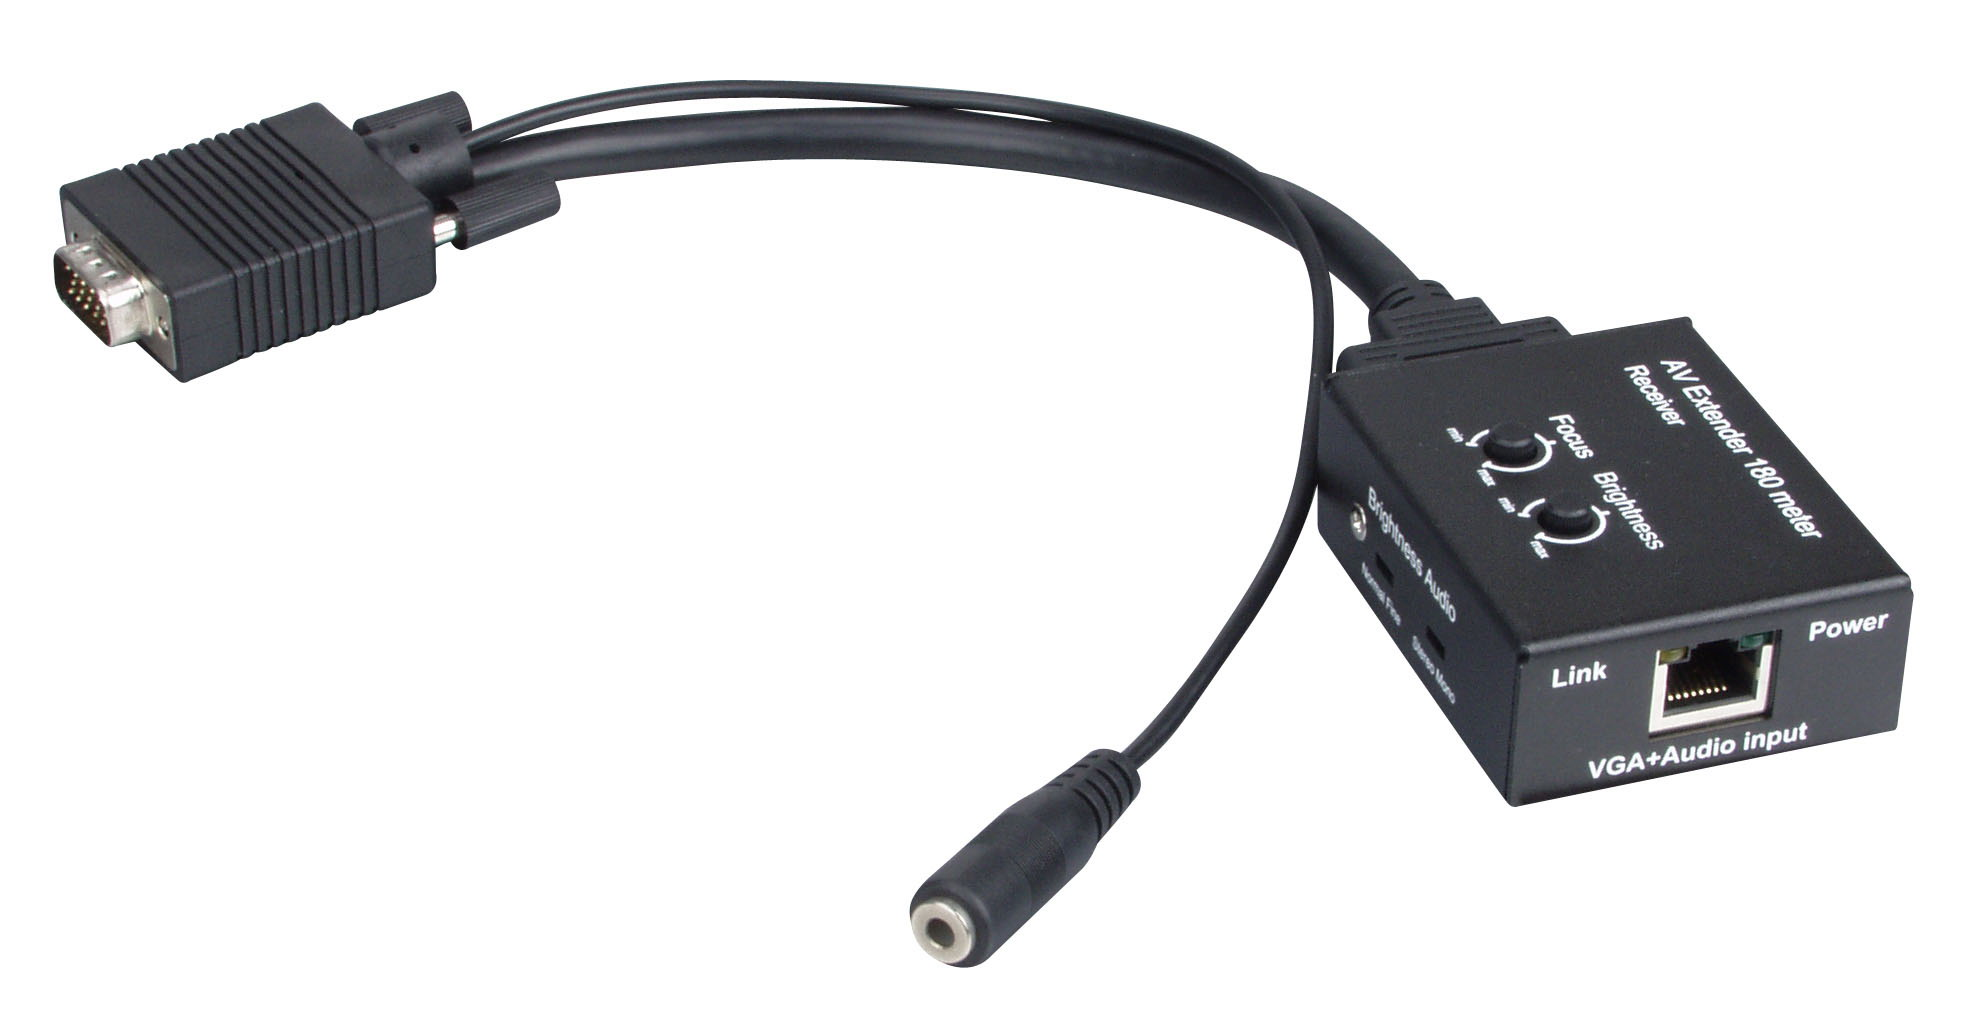 AV Extender 180 meter
Receiver
Focus
min
max
Brightness
min
max
Brightness Audio
Normal Fine
Stereo Mono
Link
Power
VGA+Audio input